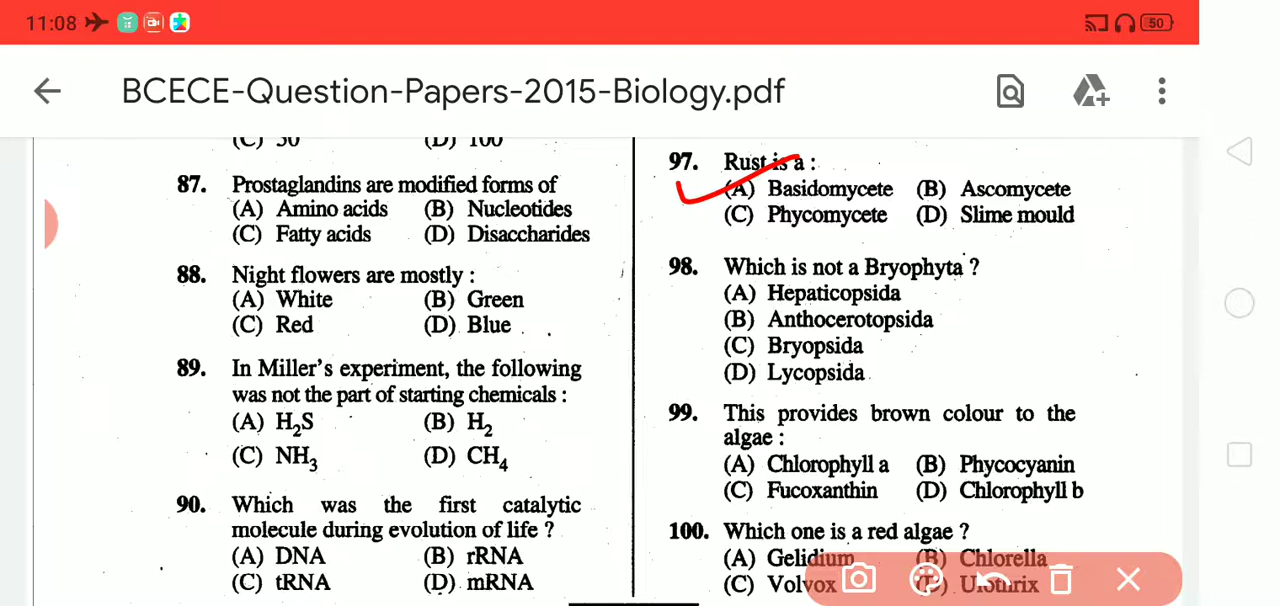 11:08
50
BCECE-Question-Papers-2015-Biology.pdf
(C) 50 (D) 100
87. Prostaglandins are modified forms of
(A) Amino acids (B) Nucleotides
(C) Fatty acids (D) Disaccharides
88. Night flowers are mostly :
(A) White (B) Green
(C) Red (D) Blue
89. In Miller's experiment, the following
was not the part of starting chemicals :
(A) H₂S (B) H₂
(C) NH₃ (D) CH₄
90. Which was the first catalytic
molecule during evolution of life ?
(A) DNA (B) rRNA
(C) tRNA (D) mRNA
97. Rust is a :
(A) Basidomycete (B) Ascomycete
(C) Phycomycete (D) Slime mould
98. Which is not a Bryophyta ?
(A) Hepaticopsida
(B) Anthocerotopsida
(C) Bryopsida
(D) Lycopsida
99. This provides brown colour to the
algae :
(A) Chlorophyll a (B) Phycocyanin
(C) Fucoxanthin (D) Chlorophyll b
100. Which one is a red algae ?
(A) Gelidium (B) Chlorella
(C) Volvox (D) Ulothrix